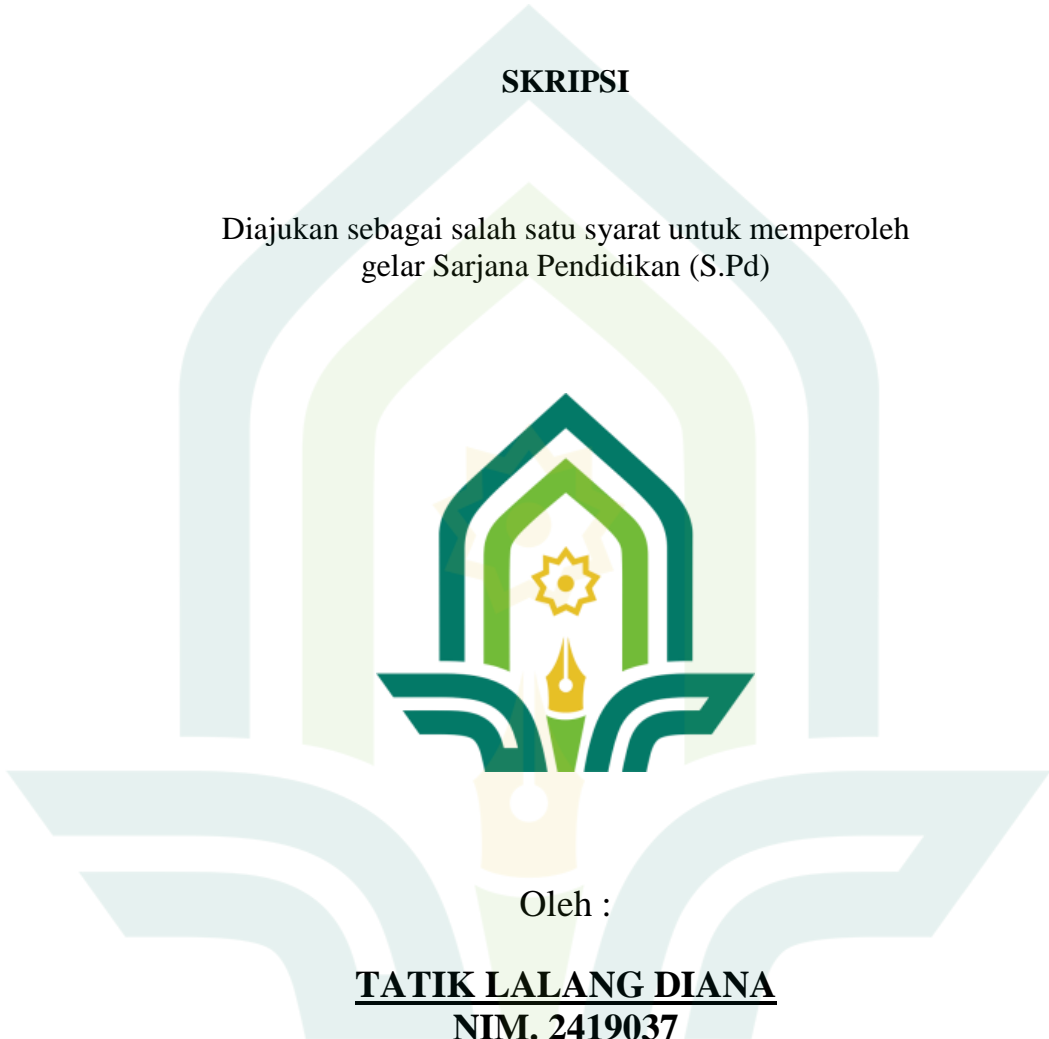 SKRIPSI
Diajukan sebagai salah satu syarat untuk memperoleh
gelar Sarjana Pendidikan (S.Pd)
Oleh :
TATIK LALANG DIANA
NIM. 2419037